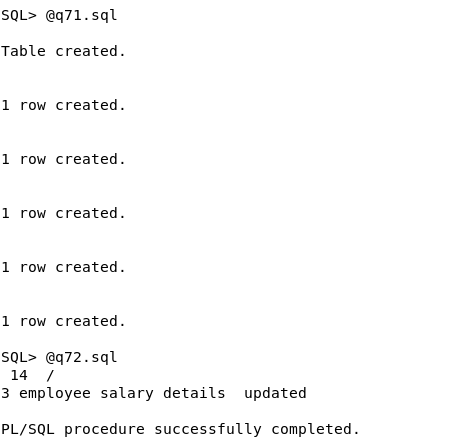 SQL> @q71.sql
Table created.
1 row created.
1 row created.
1 row created.
1 row created.
1 row created.
SQL> @q72.sql
 14  /
3 employee salary details  updated
PL/SQL procedure successfully completed.